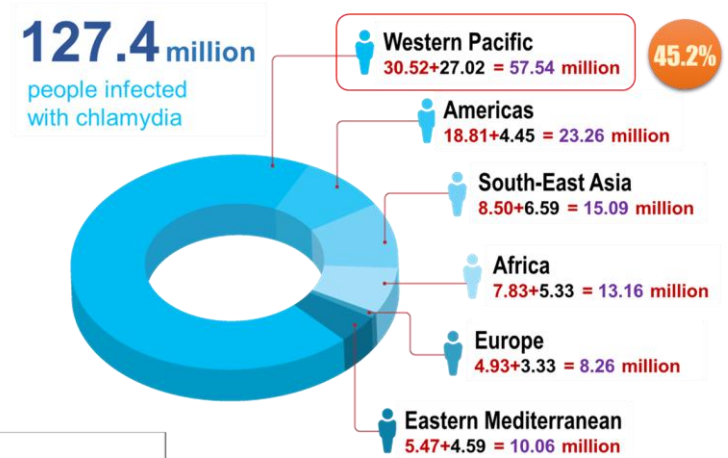 127.4 million
people infected
with chlamydia
Western Pacific
30.52+27.02 = 57.54 million
45.2%
Americas
18.81+4.45 = 23.26 million
South-East Asia
8.50+6.59 = 15.09 million
Africa
7.83+5.33 = 13.16 million
Europe
4.93+3.33 = 8.26 million
Eastern Mediterranean
5.47+4.59 = 10.06 million